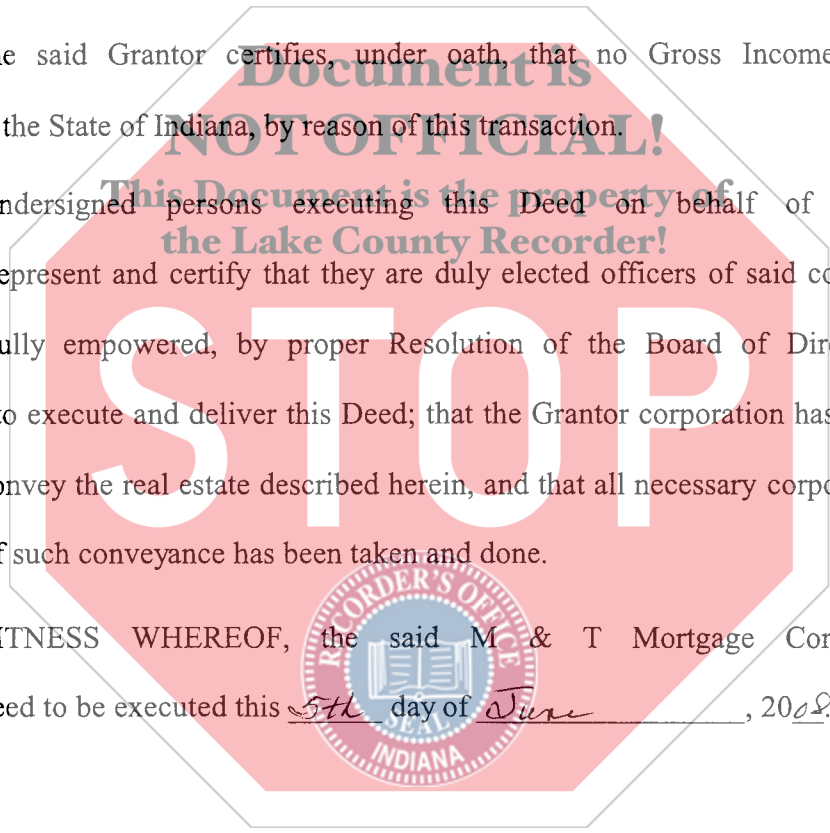 e said Grantor certifies, under oath, that no Gross Income
Document is
the State of Indiana, by reason of this transaction.
NOT OFFICIAL!
ndersigned persons executing this Deed on behalf of
This Document is the property of
the Lake County Recorder!
epresent and certify that they are duly elected officers of said co
ully empowered, by proper Resolution of the Board of Dir
STOP
to execute and deliver this Deed; that the Grantor corporation has
onvey the real estate described herein, and that all necessary corpo
f such conveyance has been taken and done.
RECORDER'S OFFICE
ITNESS WHEREOF, the said M & T Mortgage Cor
eed to be executed this 5th day of June, 2008.
SEAL
INDIANA